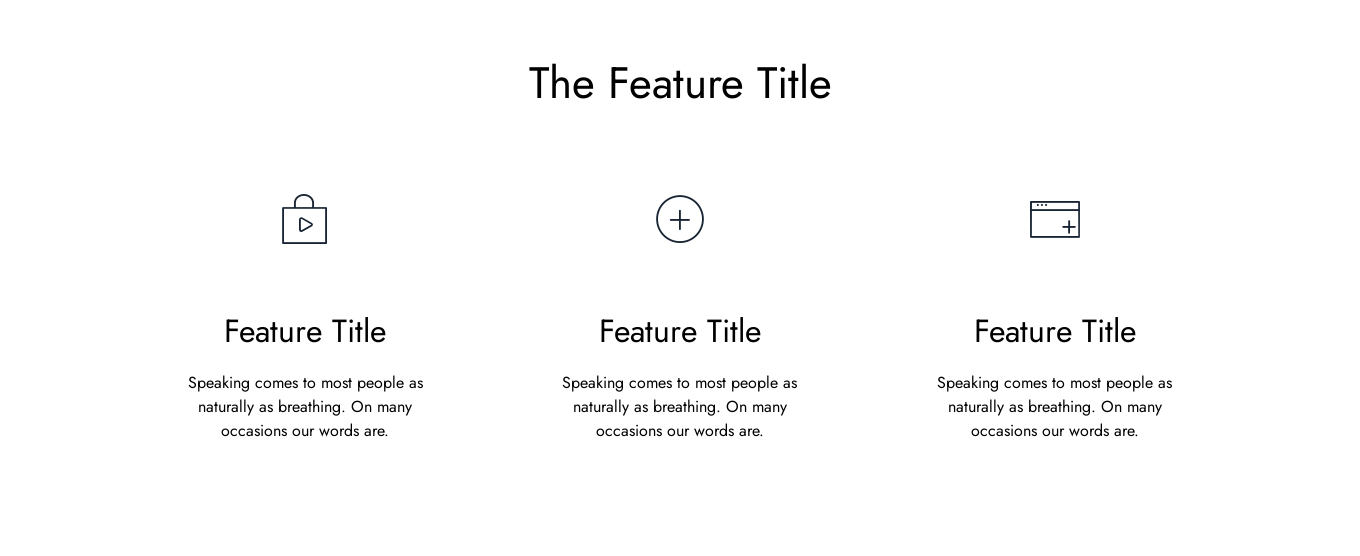 The Feature Title
Feature Title
Speaking comes to most people as
naturally as breathing. On many
occasions our words are.
Feature Title
Speaking comes to most people as
naturally as breathing. On many
occasions our words are.
Feature Title
Speaking comes to most people as
naturally as breathing. On many
occasions our words are.